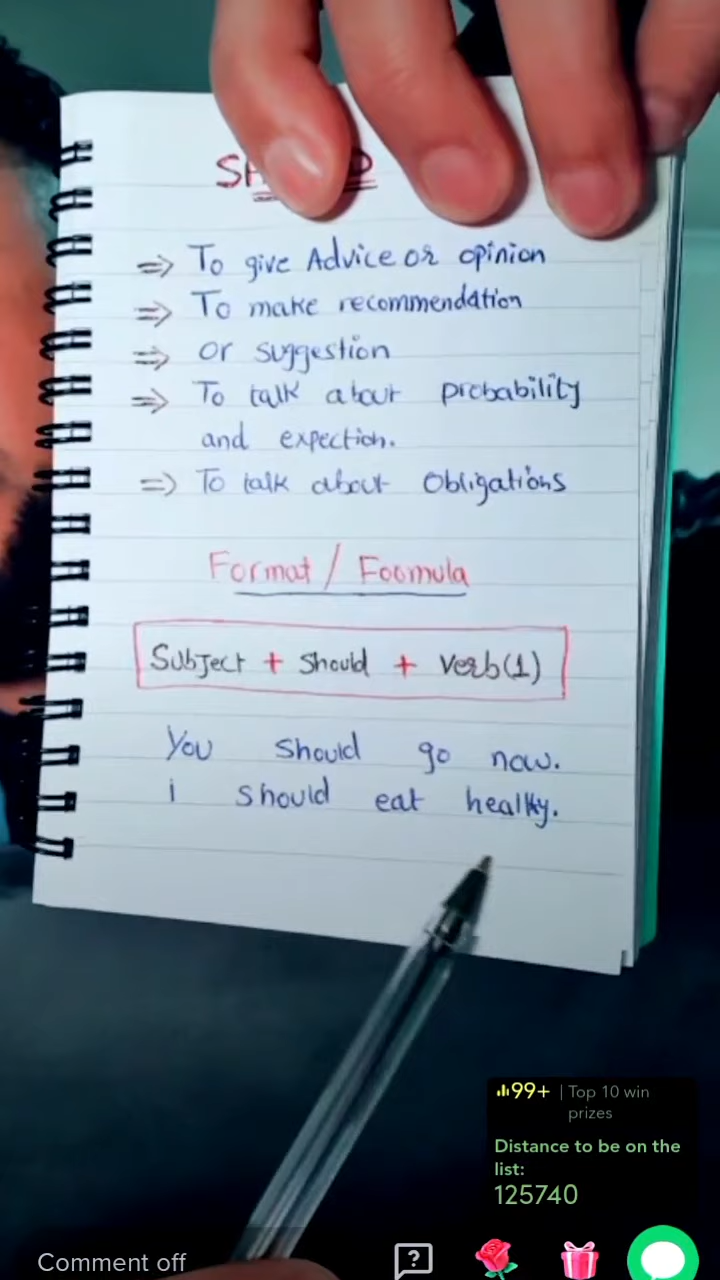 => To give Advice or opinion
=> To make recommendation
=> or suggestion
=> To talk about probability
and expection.
=> To talk about Obligations
Format / Foomula
Subject + Should + Verb(1)
You should go now.
i should eat healhy.
99+ | Top 10 win
prizes
Distance to be on the
list:
125740
Comment off
?